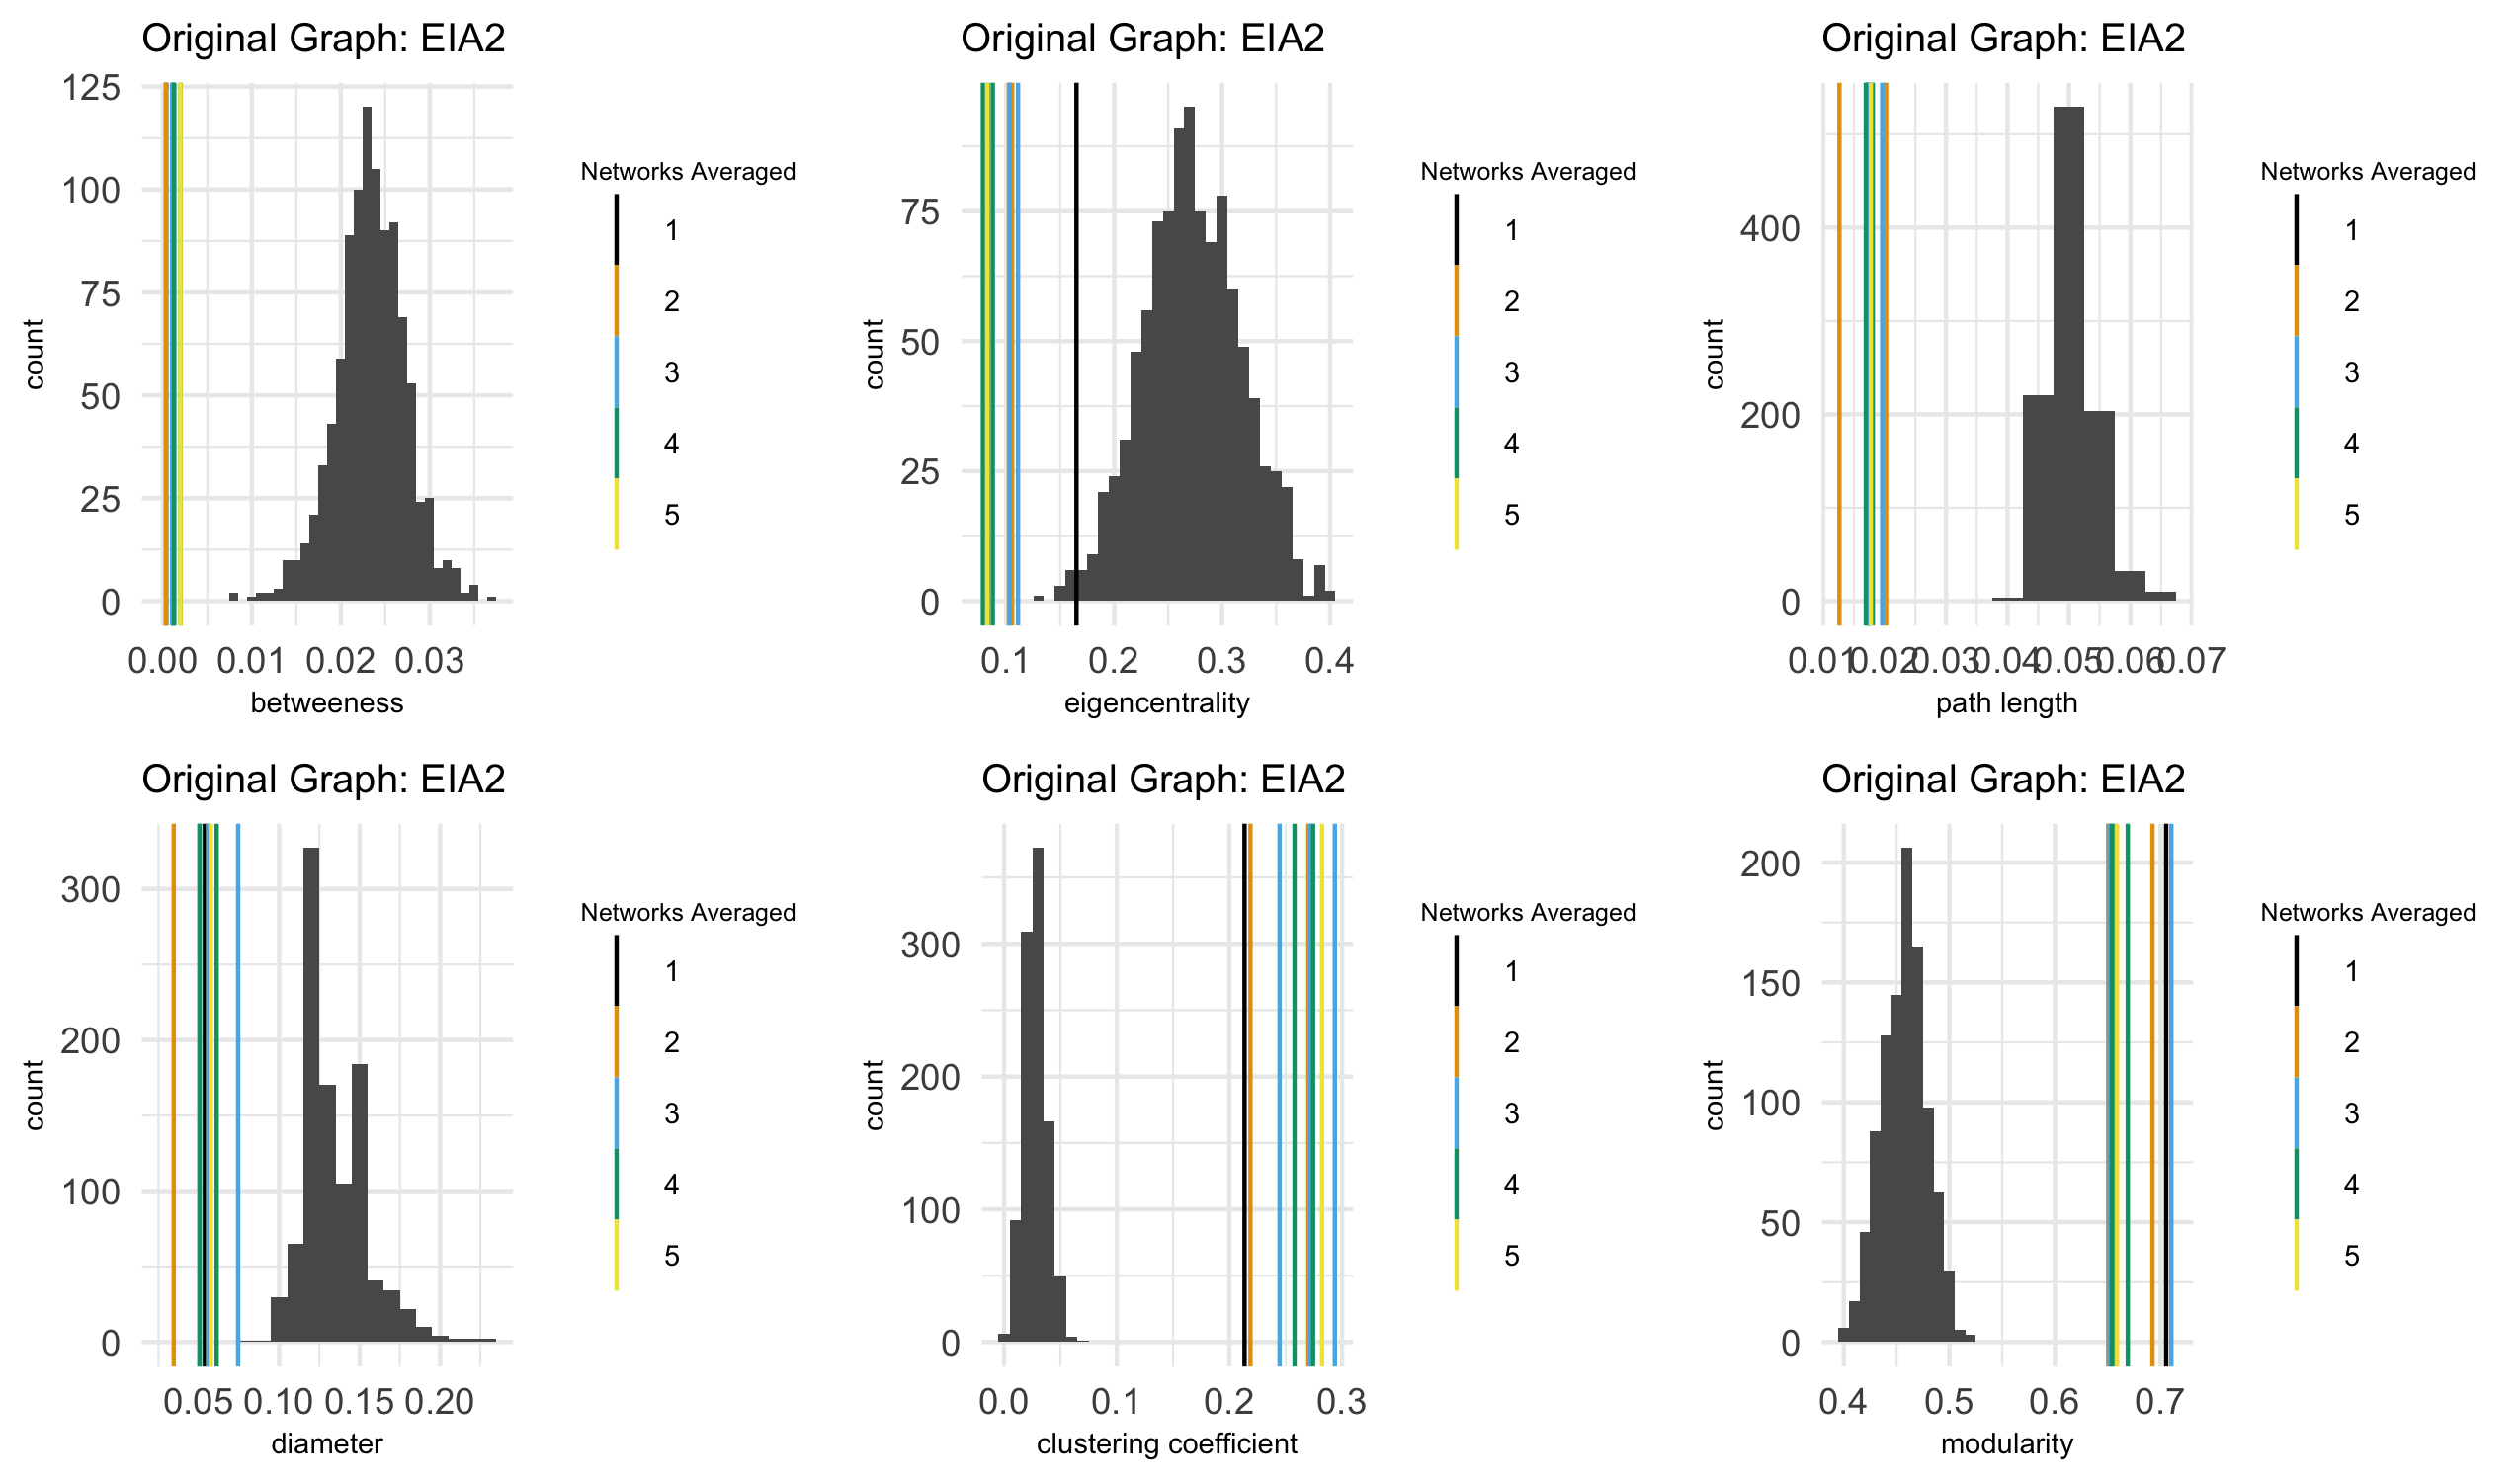 Original Graph: EIA2
125
100
75
50
25
0
count
0.00 0.01 0.02 0.03
betweeness
Networks Averaged
1
2
3
4
5
Original Graph: EIA2
75
50
25
0
count
0.1 0.2 0.3 0.4
eigencentrality
Networks Averaged
1
2
3
4
5
Original Graph: EIA2
400
200
0
count
0.01 0.02 0.03 0.04 0.05 0.06 0.07
path length
Networks Averaged
1
2
3
4
5
Original Graph: EIA2
300
200
100
0
count
0.05 0.10 0.15 0.20
diameter
Networks Averaged
1
2
3
4
5
Original Graph: EIA2
300
200
100
0
count
0.0 0.1 0.2 0.3
clustering coefficient
Networks Averaged
1
2
3
4
5
Original Graph: EIA2
200
150
100
50
0
count
0.4 0.5 0.6 0.7
modularity
Networks Averaged
1
2
3
4
5